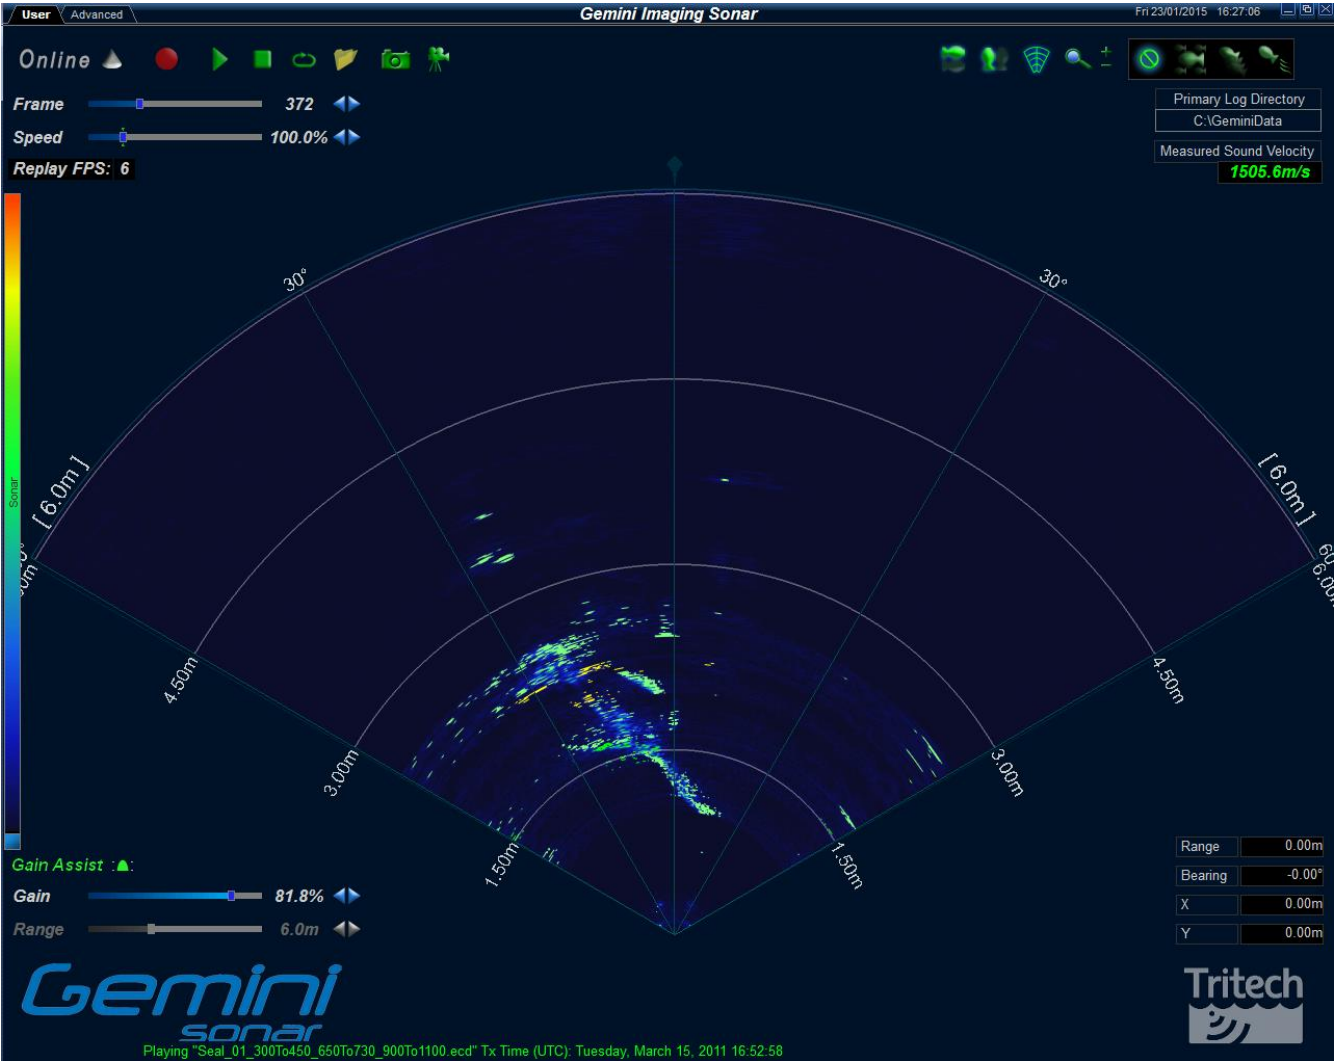 User Advanced Gemini Imaging Sonar Fri 23/01/2015 16:27:06
Online
Frame 372
Speed 100.0%
Replay FPS: 6
Primary Log Directory
C:\GeminiData
Measured Sound Velocity
1505.6m/s
30° 30°
[ 6.0m ] [ 6.0m ]
Sonar
60
6.00
4.50m 4.50m
3.00m 3.00m
1.50m 1.50m
Gain Assist
Gain 81.8%
Range 6.0m
Range 0.00m
Bearing -0.00°
X 0.00m
Y 0.00m
Gemini
sonar
Tritech
Playing "Seal_01_300To450_650To730_900To1100.ecd" Tx Time (UTC): Tuesday, March 15, 2011 16:52:58